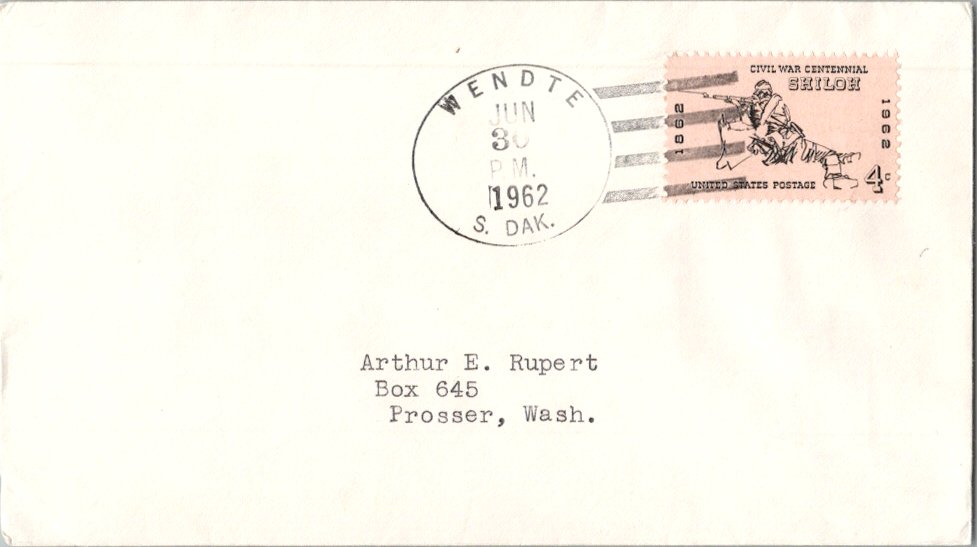 WENDTE
JUN
30
P.M.
1962
S. DAK.
CIVIL WAR CENTENNIAL
SHILOH
1862
1962
UNITED STATES POSTAGE
4c
Arthur E. Rupert
Box 645
Prosser, Wash.